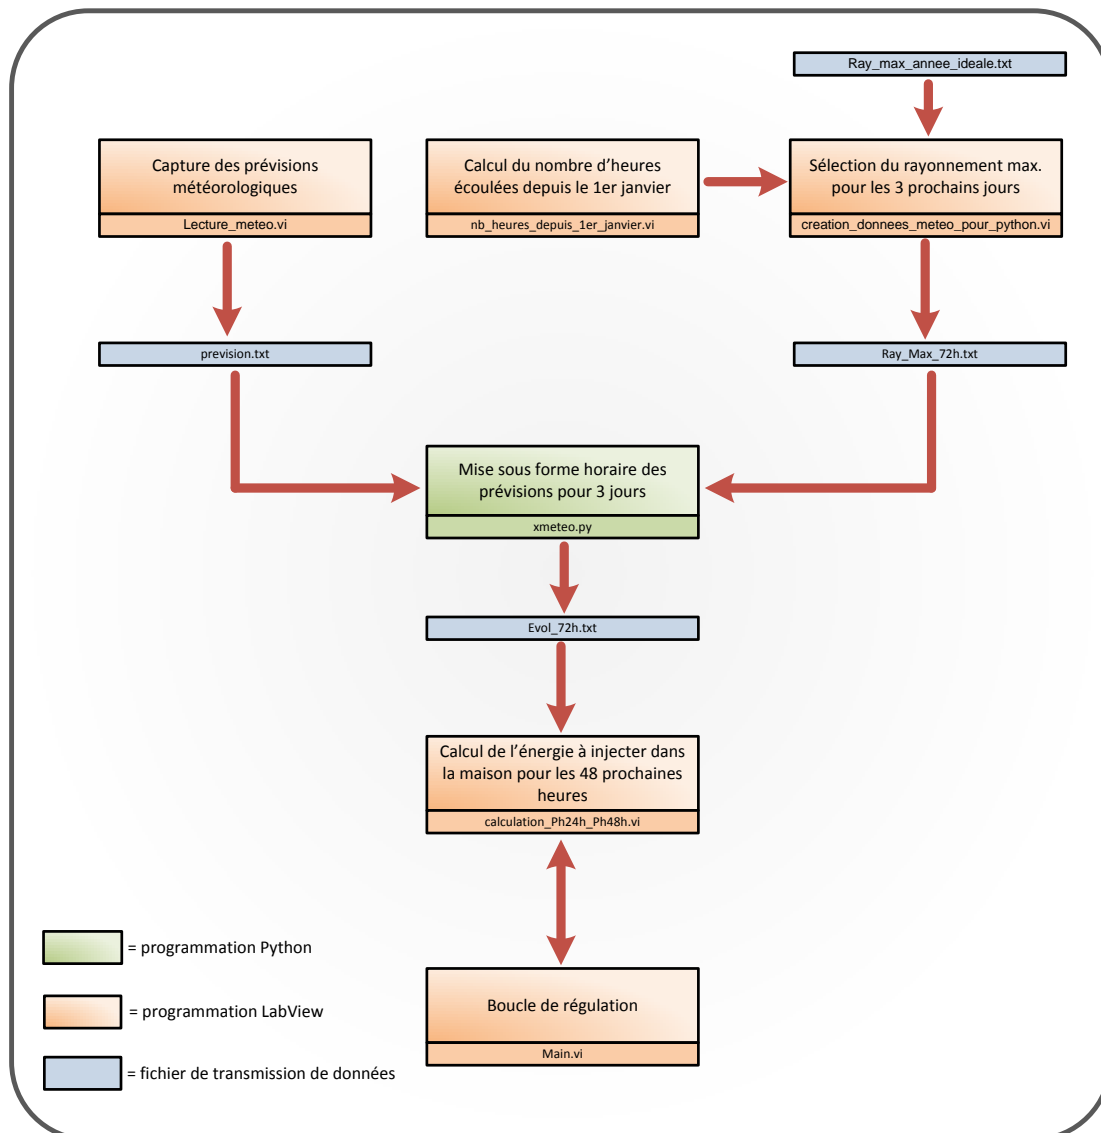 Ray_max_annee_ideale.txt
Capture des prévisions
météorologiques
Lecture_meteo.vi
Calcul du nombre d’heures
écoulées depuis le 1er janvier
nb_heures_depuis_1er_janvier.vi
Sélection du rayonnement max.
pour les 3 prochains jours
creation_donnees_meteo_pour_python.vi
prevision.txt
Ray_Max_72h.txt
Mise sous forme horaire des
prévisions pour 3 jours
xmeteo.py
Evol_72h.txt
Calcul de l’énergie à injecter dans
la maison pour les 48 prochaines
heures
calculation_Ph24h_Ph48h.vi
Boucle de régulation
Main.vi
= programmation Python
= programmation LabView
= fichier de transmission de données